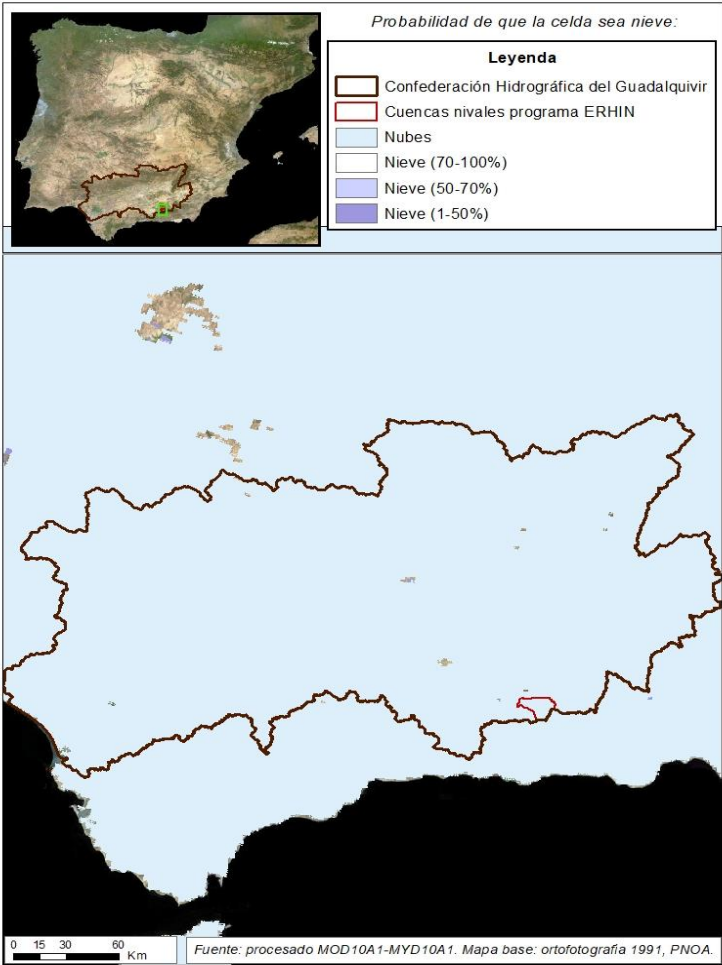 Probabilidad de que la celda sea nieve:
Leyenda
Confederación Hidrográfica del Guadalquivir
Cuencas nivales programa ERHIN
Nubes
Nieve (70-100%)
Nieve (50-70%)
Nieve (1-50%)
0 15 30 60
Km
Fuente: procesado MOD10A1-MYD10A1. Mapa base: ortofotografía 1991, PNOA.